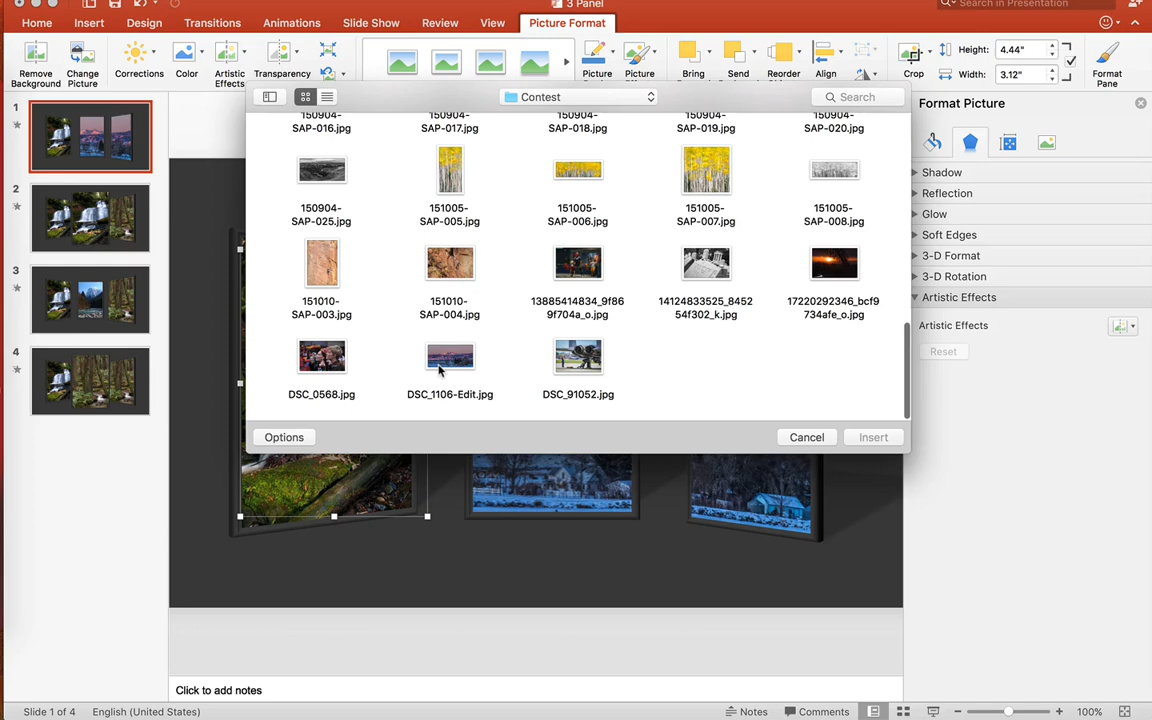 3 Panel
Search in Presentation
Home Insert Design Transitions Animations Slide Show Review View Picture Format
Remove Background
Change Picture
Corrections
Color
Artistic Effects
Transparency
Picture
Picture
Bring
Send
Reorder
Align
Crop
Height: 4.44"
Width: 3.12"
Format Pane
Contest
Search
150904-
SAP-016.jpg
150904-
SAP-017.jpg
150904-
SAP-018.jpg
150904-
SAP-019.jpg
150904-
SAP-020.jpg
150904-
SAP-025.jpg
151005-
SAP-005.jpg
151005-
SAP-006.jpg
151005-
SAP-007.jpg
151005-
SAP-008.jpg
151010-
SAP-003.jpg
151010-
SAP-004.jpg
13885414834_9f86
9f704a_o.jpg
14124833525_8452
54f302_k.jpg
17220292346_bcf9
734afe_o.jpg
DSC_0568.jpg
DSC_1106-Edit.jpg
DSC_91052.jpg
Options
Cancel
Insert
1
2
3
4
Format Picture
Shadow
Reflection
Glow
Soft Edges
3-D Format
3-D Rotation
Artistic Effects
Artistic Effects
Reset
Click to add notes
Slide 1 of 4 English (United States)
Notes Comments 100%